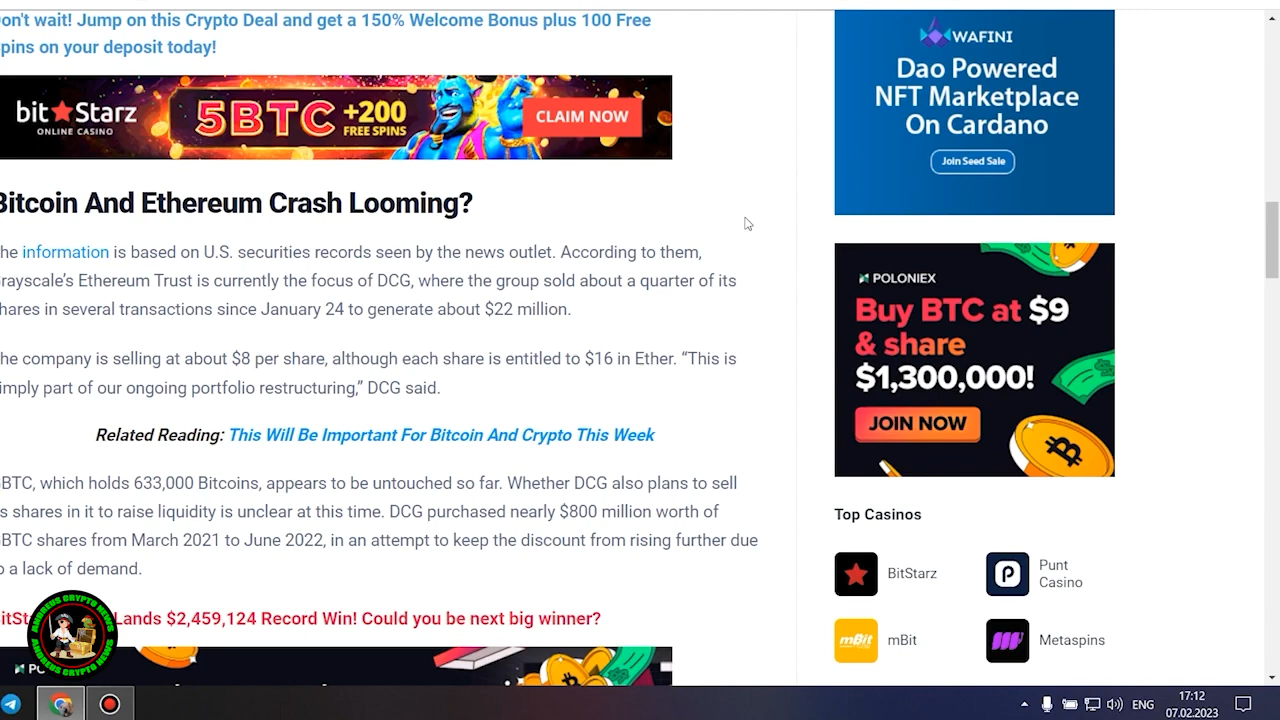 on't wait! Jump on this Crypto Deal and get a 150% Welcome Bonus plus 100 Free
pins on your deposit today!
bit Starz
ONLINE CASINO
5BTC +200
FREE SPINS
CLAIM NOW
Bitcoin And Ethereum Crash Looming?
he information is based on U.S. securities records seen by the news outlet. According to them,
rayscale’s Ethereum Trust is currently the focus of DCG, where the group sold about a quarter of its
hares in several transactions since January 24 to generate about $22 million.
he company is selling at about $8 per share, although each share is entitled to $16 in Ether. “This is
imply part of our ongoing portfolio restructuring,” DCG said.
Related Reading: This Will Be Important For Bitcoin And Crypto This Week
BTC, which holds 633,000 Bitcoins, appears to be untouched so far. Whether DCG also plans to sell
s shares in it to raise liquidity is unclear at this time. DCG purchased nearly $800 million worth of
BTC shares from March 2021 to June 2022, in an attempt to keep the discount from rising further due
o a lack of demand.
itSt Lands $2,459,124 Record Win! Could you be next big winner?
ANDREUS CRYPTO NEWS
ANDREUS CRYPTO NEWS
WAFINI
Dao Powered
NFT Marketplace
On Cardano
Join Seed Sale
POLONIEX
Buy BTC at $9
& share
$1,300,000!
JOIN NOW
Top Casinos
BitStarz
Punt
Casino
mBit
mBit
Metaspins
ENG
17:12
07.02.2023